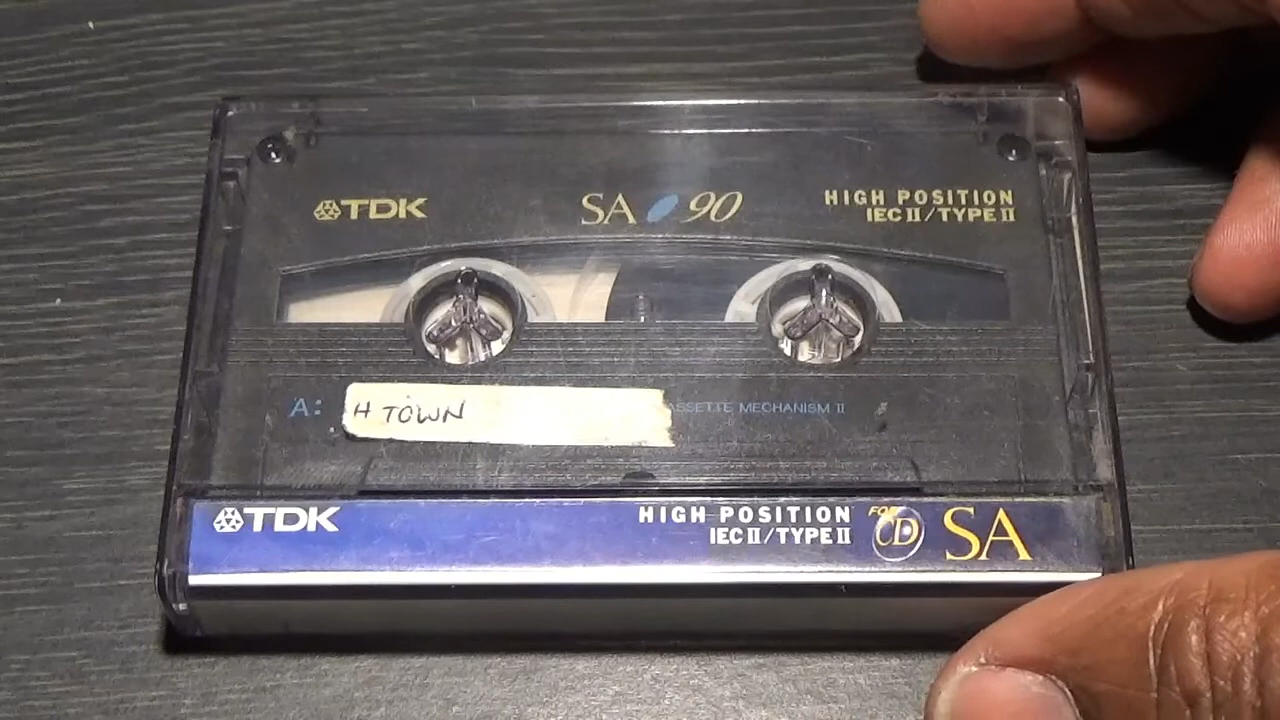 TDK
SA 90
HIGH POSITION
IEC II / TYPE II
A: H TOWN
MECHANISM II
TDK
HIGH POSITION
IEC II / TYPE II
FOR CD
SA